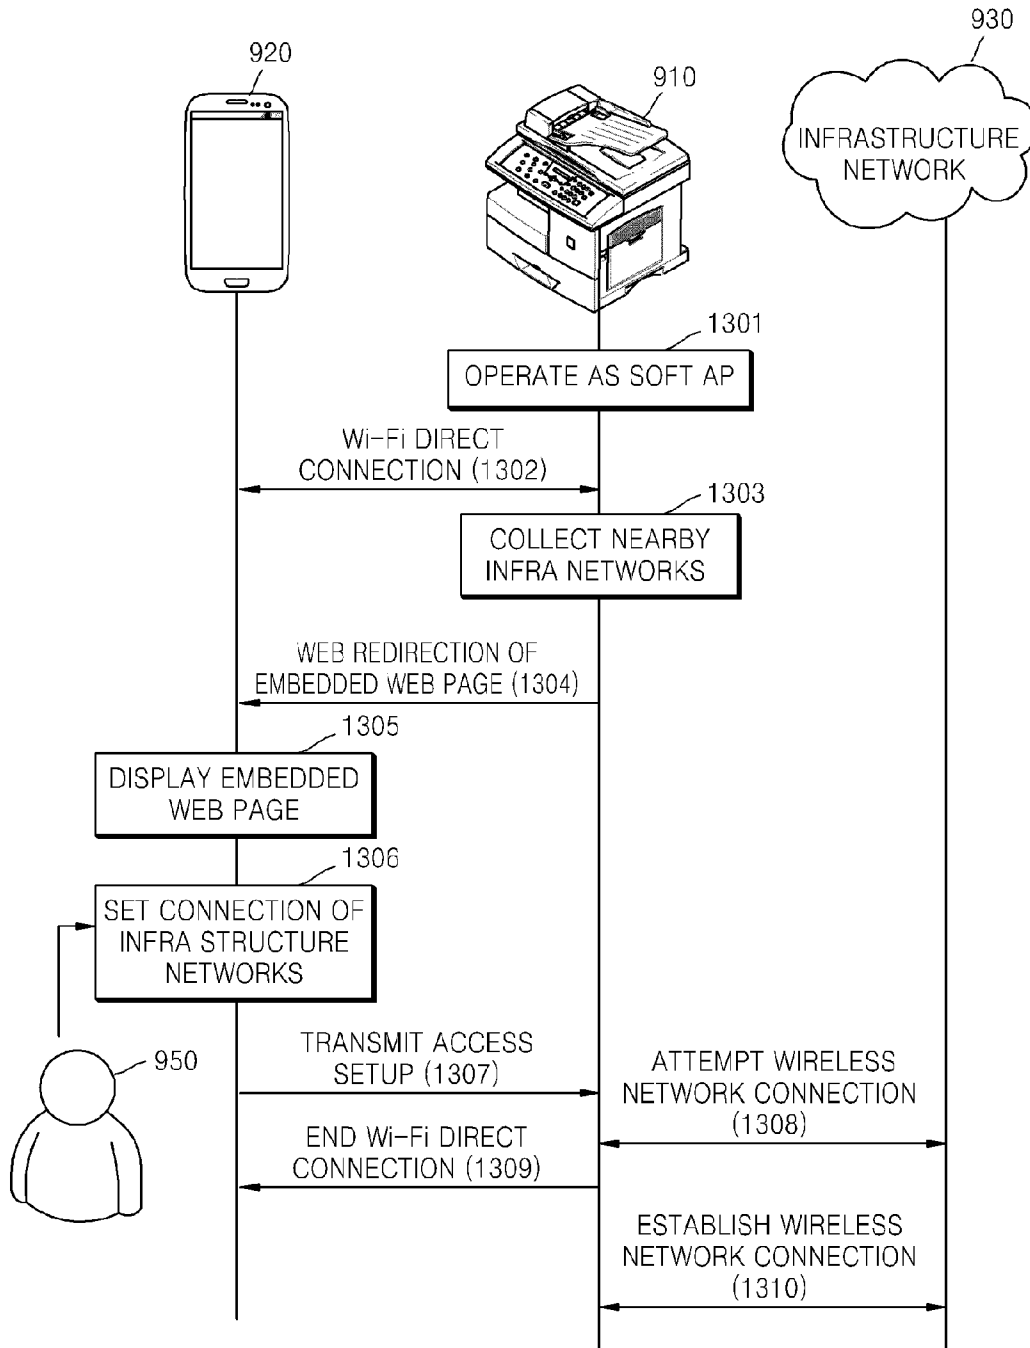 920
910
930
INFRASTRUCTURE
NETWORK
1301
OPERATE AS SOFT AP
Wi-Fi DIRECT
CONNECTION (1302)
1303
COLLECT NEARBY
INFRA NETWORKS
WEB REDIRECTION OF
EMBEDDED WEB PAGE (1304)
1305
DISPLAY EMBEDDED
WEB PAGE
1306
SET CONNECTION OF
INFRA STRUCTURE
NETWORKS
950
TRANSMIT ACCESS
SETUP (1307)
ATTEMPT WIRELESS
NETWORK CONNECTION
(1308)
END Wi-Fi DIRECT
CONNECTION (1309)
ESTABLISH WIRELESS
NETWORK CONNECTION
(1310)